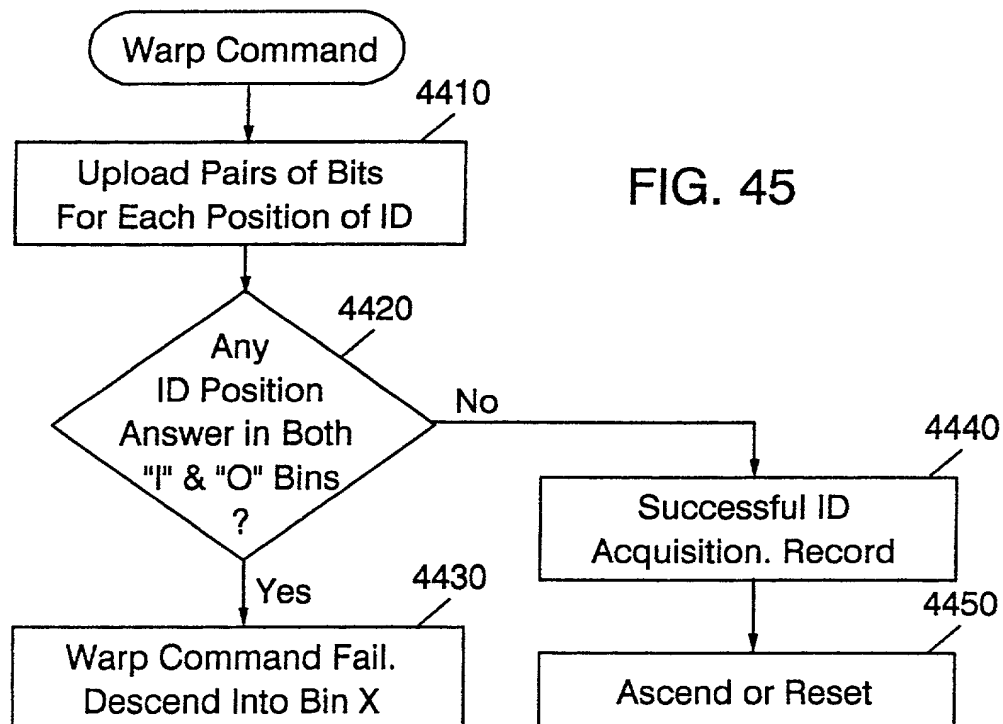 Warp Command
4410
Upload Pairs of Bits
For Each Position of ID
FIG. 45
4420
Any
ID Position
Answer in Both
"I" & "O" Bins
?
No
4440
Successful ID
Acquisition. Record
Yes
4430
Warp Command Fail.
Descend Into Bin X
4450
Ascend or Reset